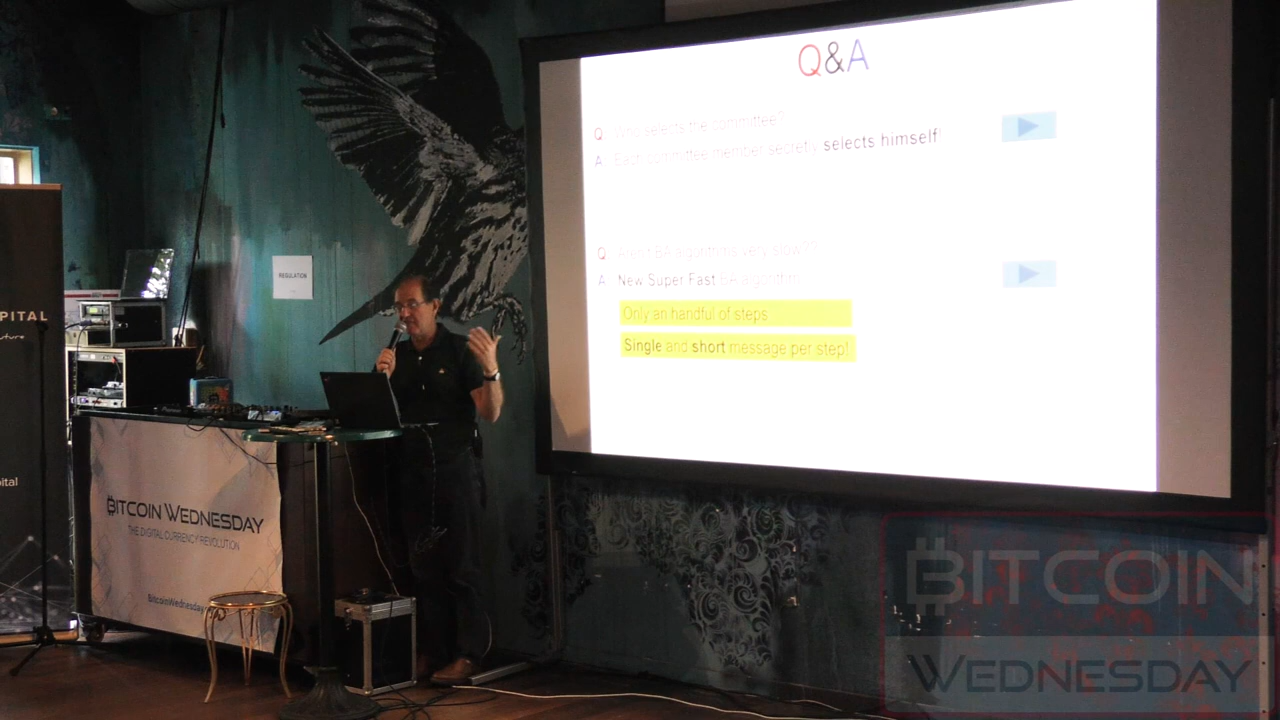 Q&A
Q: Who selects the committee?
A: Each committee member secretly selects himself!
Q: Aren't BA algorithms very slow??
A: New Super Fast BA algorithm
Only an handful of steps
Single and short message per step!
REGULATION
PITAL
uture
ital
BITCOIN WEDNESDAY
THE DIGITAL CURRENCY REVOLUTION
BitcoinWednesday
BITCOIN
WEDNESDAY